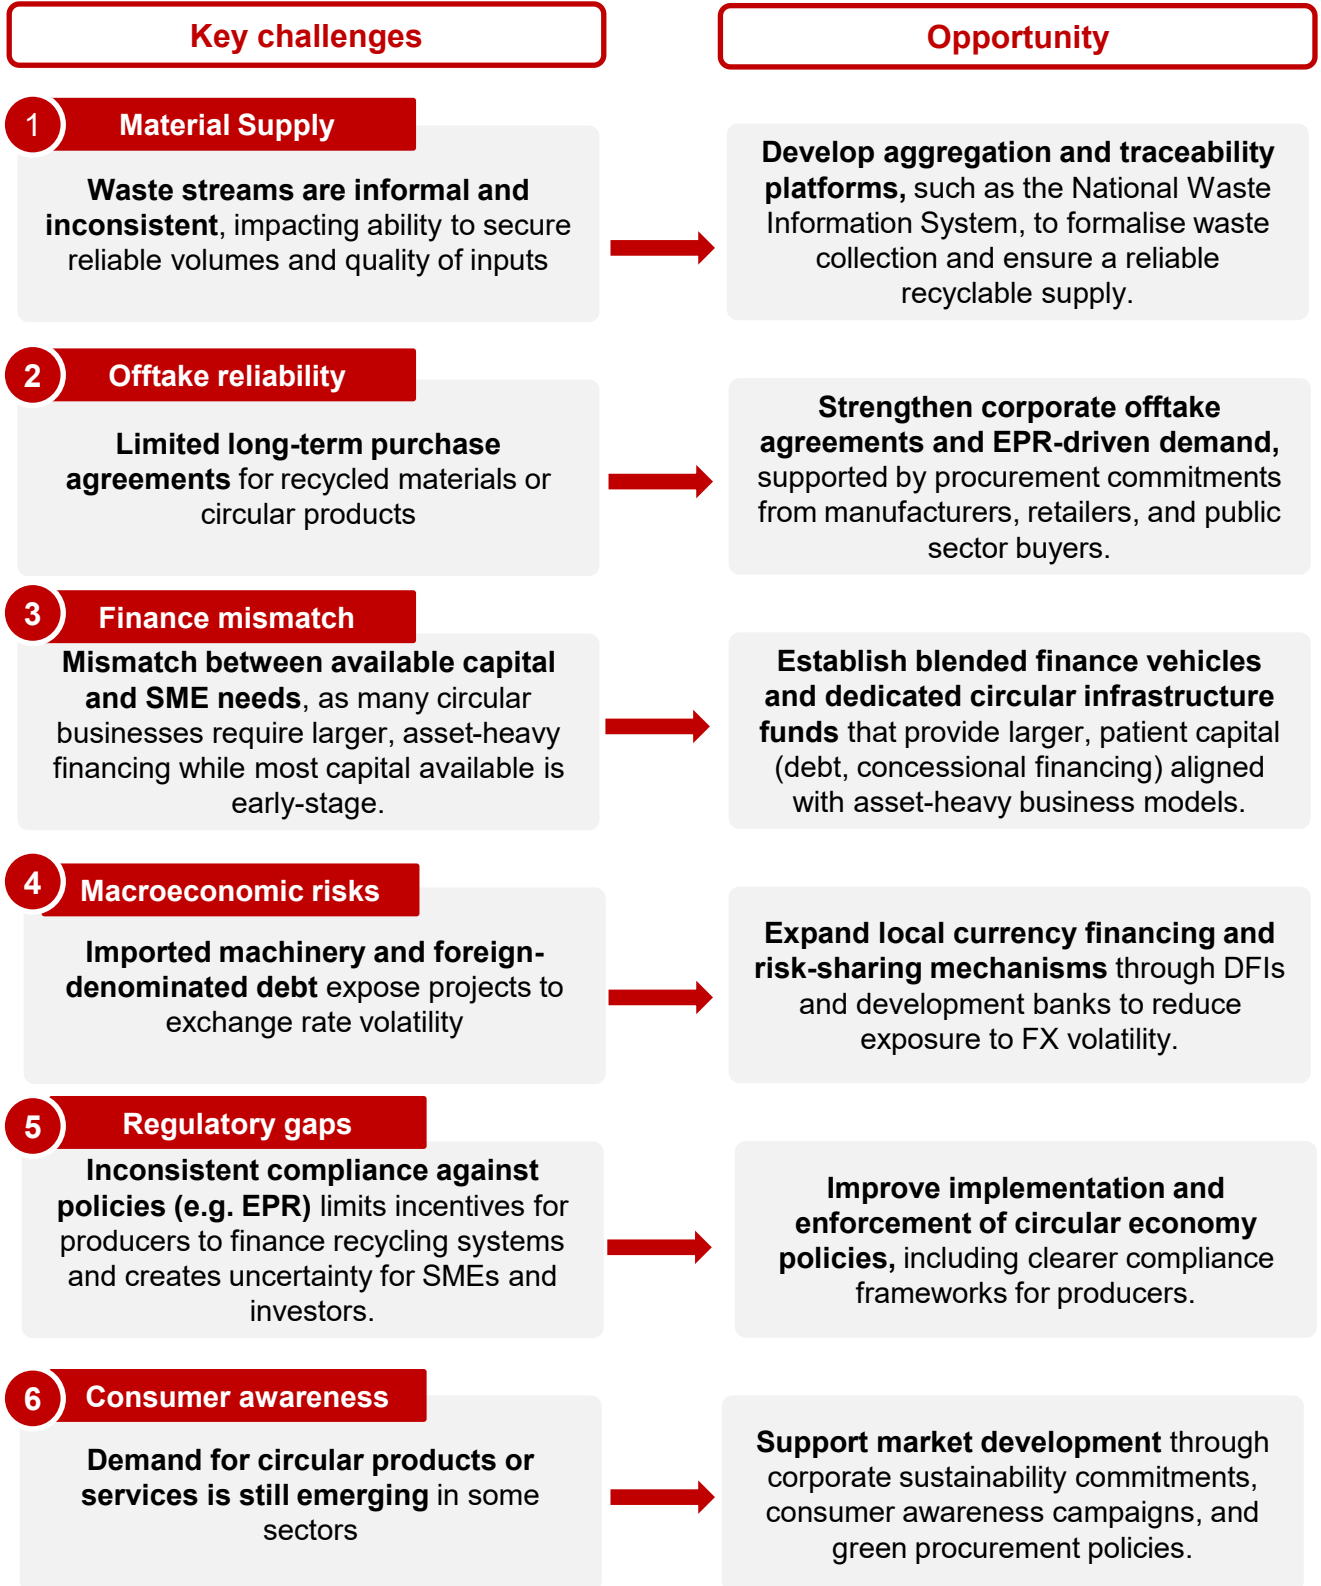 Key challenges
Opportunity
1
Material Supply
Waste streams are informal and
inconsistent, impacting ability to secure
reliable volumes and quality of inputs
Develop aggregation and traceability
platforms, such as the National Waste
Information System, to formalise waste
collection and ensure a reliable
recyclable supply.
2
Offtake reliability
Limited long-term purchase
agreements for recycled materials or
circular products
Strengthen corporate offtake
agreements and EPR-driven demand,
supported by procurement commitments
from manufacturers, retailers, and public
sector buyers.
3
Finance mismatch
Mismatch between available capital
and SME needs, as many circular
businesses require larger, asset-heavy
financing while most capital available is
early-stage.
Establish blended finance vehicles
and dedicated circular infrastructure
funds that provide larger, patient capital
(debt, concessional financing) aligned
with asset-heavy business models.
4
Macroeconomic risks
Imported machinery and foreign-
denominated debt expose projects to
exchange rate volatility
Expand local currency financing and
risk-sharing mechanisms through DFIs
and development banks to reduce
exposure to FX volatility.
5
Regulatory gaps
Inconsistent compliance against
policies (e.g. EPR) limits incentives for
producers to finance recycling systems
and creates uncertainty for SMEs and
investors.
Improve implementation and
enforcement of circular economy
policies, including clearer compliance
frameworks for producers.
6
Consumer awareness
Demand for circular products or
services is still emerging in some
sectors
Support market development through
corporate sustainability commitments,
consumer awareness campaigns, and
green procurement policies.